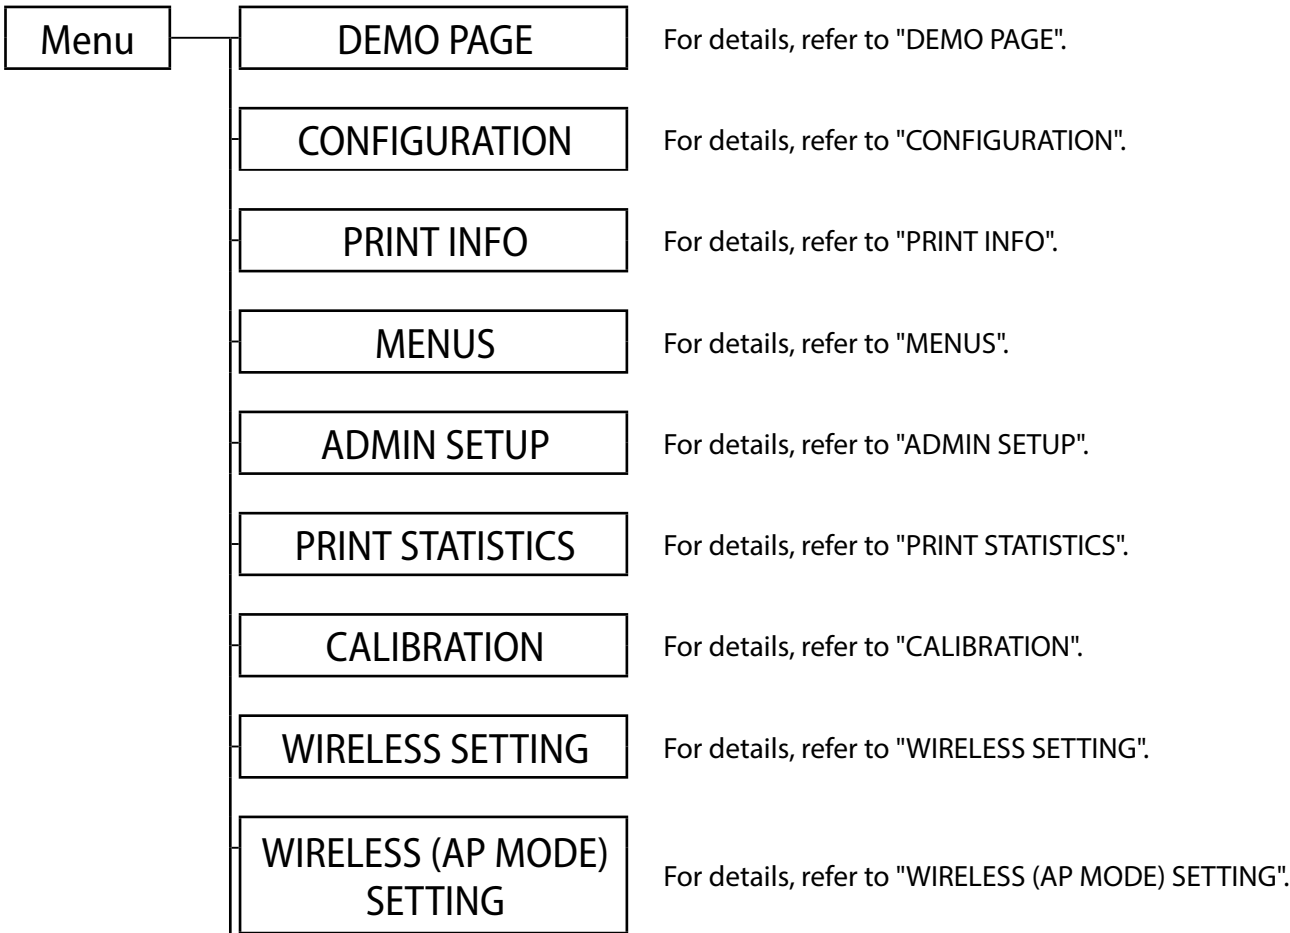 Menu
DEMO PAGE
For details, refer to "DEMO PAGE".
CONFIGURATION
For details, refer to "CONFIGURATION".
PRINT INFO
For details, refer to "PRINT INFO".
MENUS
For details, refer to "MENUS".
ADMIN SETUP
For details, refer to "ADMIN SETUP".
PRINT STATISTICS
For details, refer to "PRINT STATISTICS".
CALIBRATION
For details, refer to "CALIBRATION".
WIRELESS SETTING
For details, refer to "WIRELESS SETTING".
WIRELESS (AP MODE)
SETTING
For details, refer to "WIRELESS (AP MODE) SETTING".